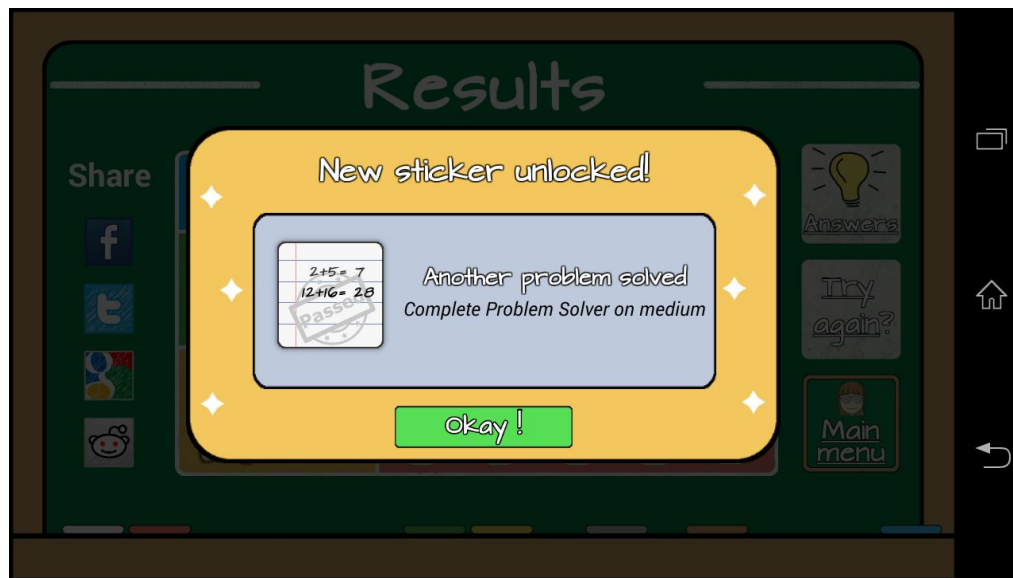 Results
Share
New sticker unlocked!
2+5= 7
12+16= 28
Passed
Another problem solved
Complete Problem Solver on medium
Okay!
Answers
Try
again?
Main
menu